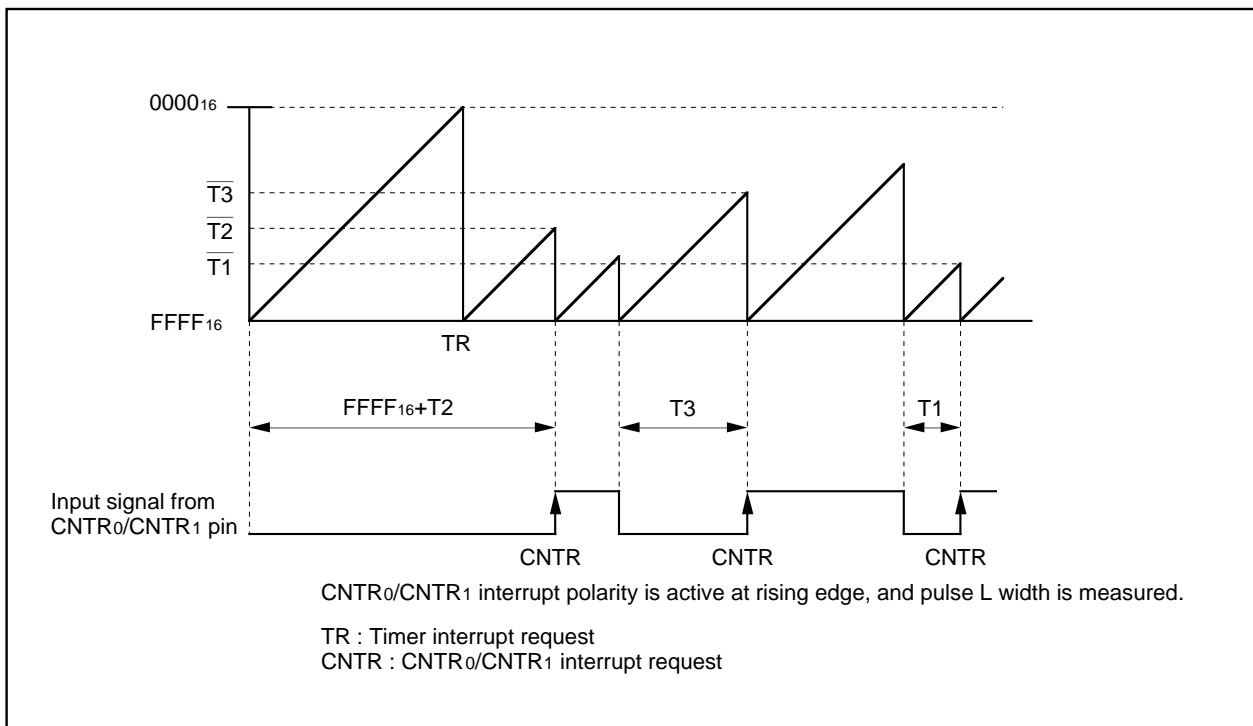 0000₁₆
T3
T2
T1
FFFF₁₆
TR
FFFF₁₆+T2
T3
T1
Input signal from
CNTR₀/CNTR₁ pin
CNTR
CNTR
CNTR
CNTR₀/CNTR₁ interrupt polarity is active at rising edge, and pulse L width is measured.
TR : Timer interrupt request
CNTR : CNTR₀/CNTR₁ interrupt request